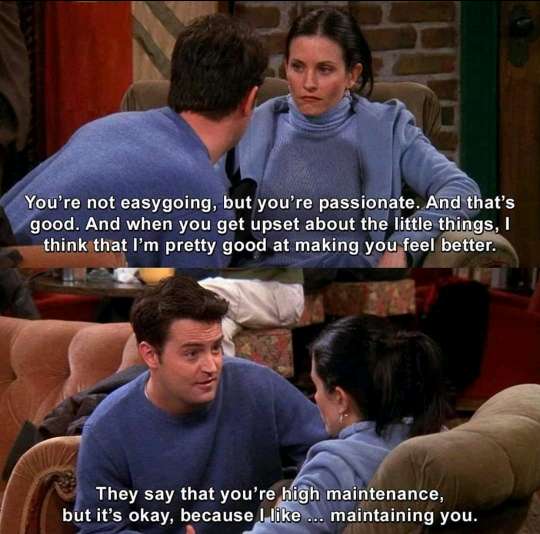 You're not easygoing, but you're passionate. And that's
good. And when you get upset about the little things, I
think that I'm pretty good at making you feel better.
They say that you're high maintenance,
but it's okay, because I like ... maintaining you.